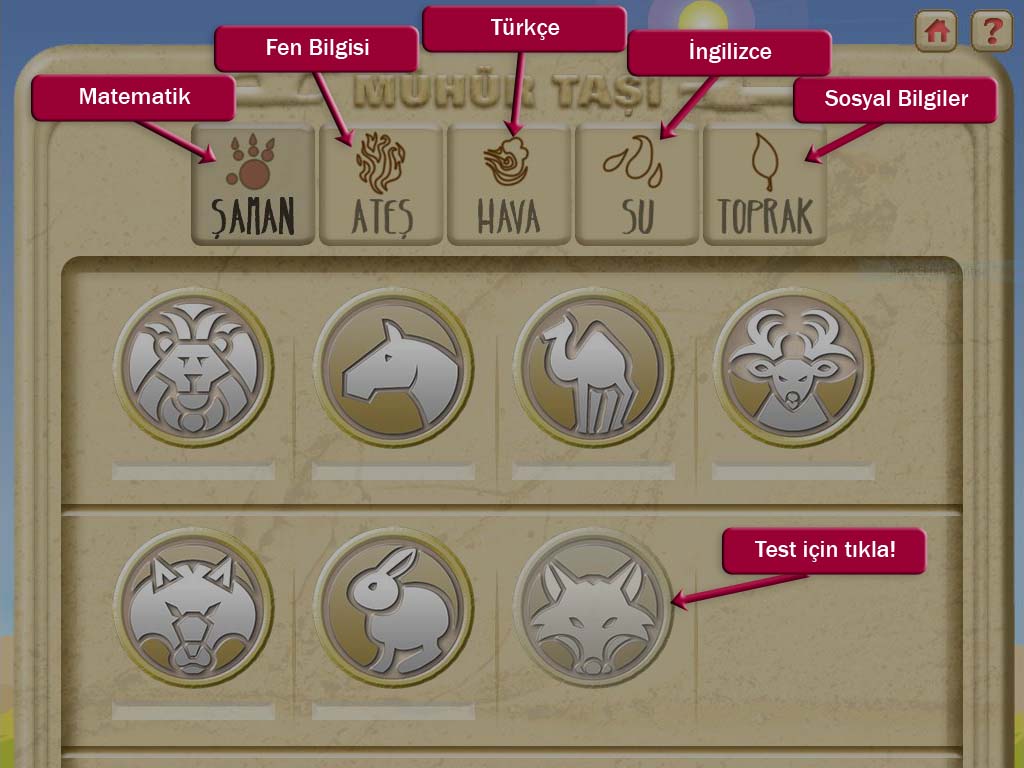 Türkçe
Fen Bilgisi
İngilizce
Matematik
MÜHÜR TAŞI
Sosyal Bilgiler
?
ŞAMAN
ATEŞ
HAVA
SU
TOPRAK
Test için tıkla!